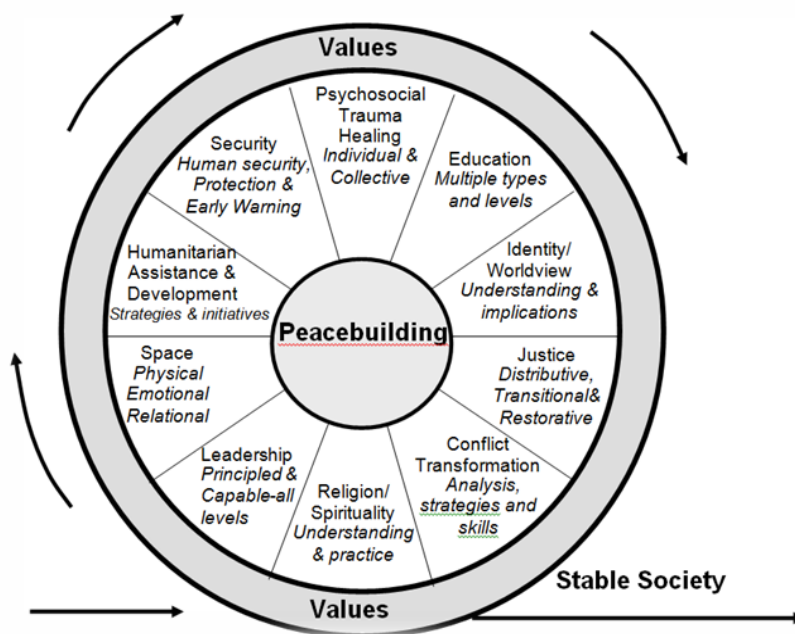 Values
Psychosocial
Trauma
Healing
Individual &
Collective
Education
Multiple types
and levels
Identity/
Worldview
Understanding &
implications
Justice
Distributive,
Transitional&
Restorative
Conflict
Transformation
Analysis,
strategies and
skills
Religion/
Spirituality
Understanding
& practice
Leadership
Principled &
Capable-all
levels
Space
Physical
Emotional
Relational
Humanitarian
Assistance &
Development
Strategies & initiatives
Security
Human security,
Protection &
Early Warning
Peacebuilding
Values
Stable Society